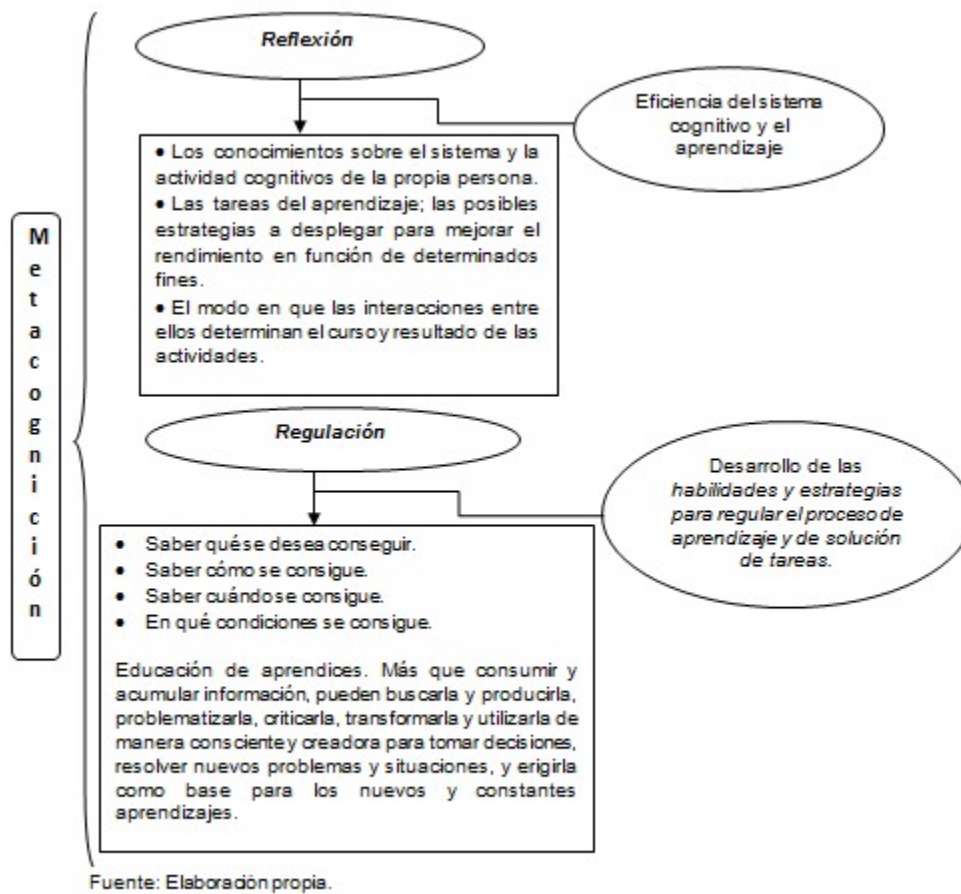 Metacognición
Reflexión
Eficiencia del sistema
cognitivo y el
aprendizaje
• Los conocimientos sobre el sistema y la
actividad cognitivos de la propia persona.
• Las tareas del aprendizaje; las posibles
estrategias a desplegar para mejorar el
rendimiento en función de determinados
fines.
• El modo en que las interacciones entre
ellos determinan el curso y resultado de las
actividades.
Regulación
Desarrollo de las
habilidades y estrategias
para regular el proceso de
aprendizaje y de solución
de tareas.
• Saber qué se desea conseguir.
• Saber cómo se consigue.
• Saber cuándo se consigue.
• En qué condiciones se consigue.
Educación de aprendices. Más que consumir y
acumular información, pueden buscarla y producirla,
problematizarla, criticarla, transformarla y utilizarla de
manera consciente y creadora para tomar decisiones,
resolver nuevos problemas y situaciones, y erigirla
como base para los nuevos y constantes
aprendizajes.
Fuente: Elaboración propia.